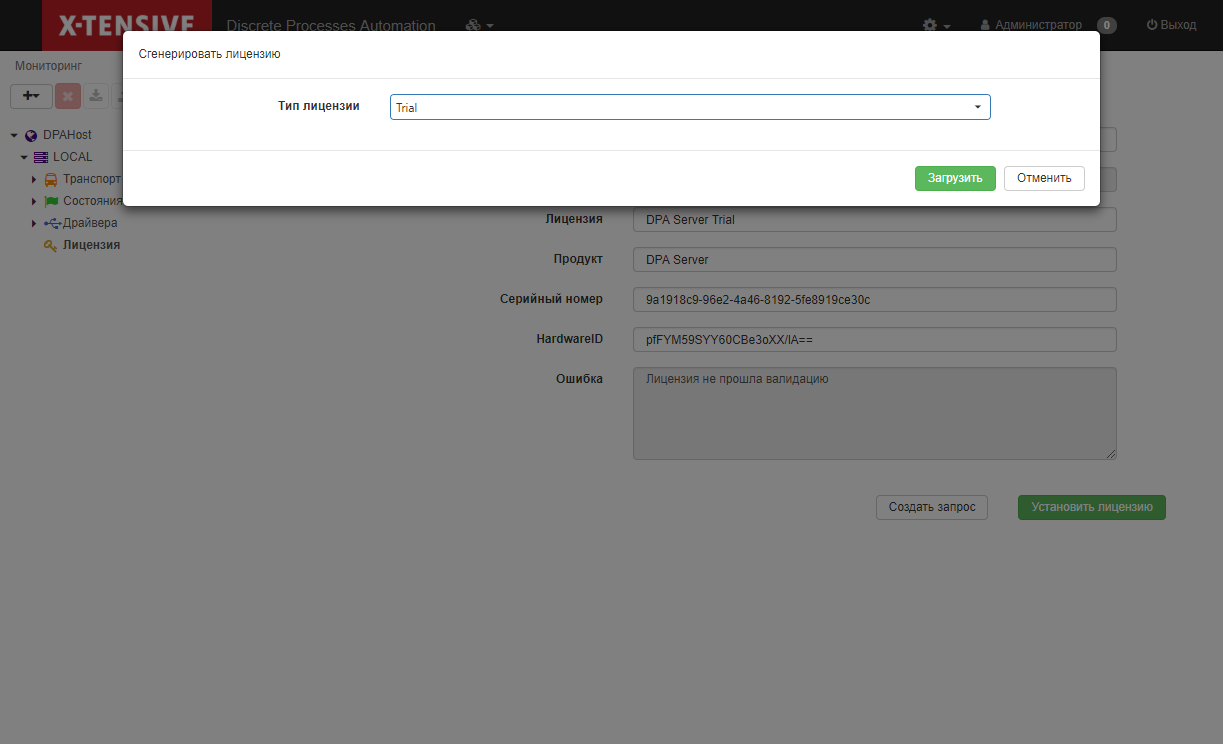 X-TENSIVE
Discrete Processes Automation
Администратор
0
Выход
Мониторинг
Сгенерировать лицензию
Тип лицензии
Trial
Загрузить
Отменить
DPAHost
LOCAL
Транспорт
Состояния
Драйвера
Лицензия
Лицензия
DPA Server Trial
Продукт
DPA Server
Серийный номер
9a1918c9-96e2-4a46-8192-5fe8919ce30c
HardwareID
pfFYM59SYY60CBe3oXX/IA==
Ошибка
Лицензия не прошла валидацию
Создать запрос
Установить лицензию